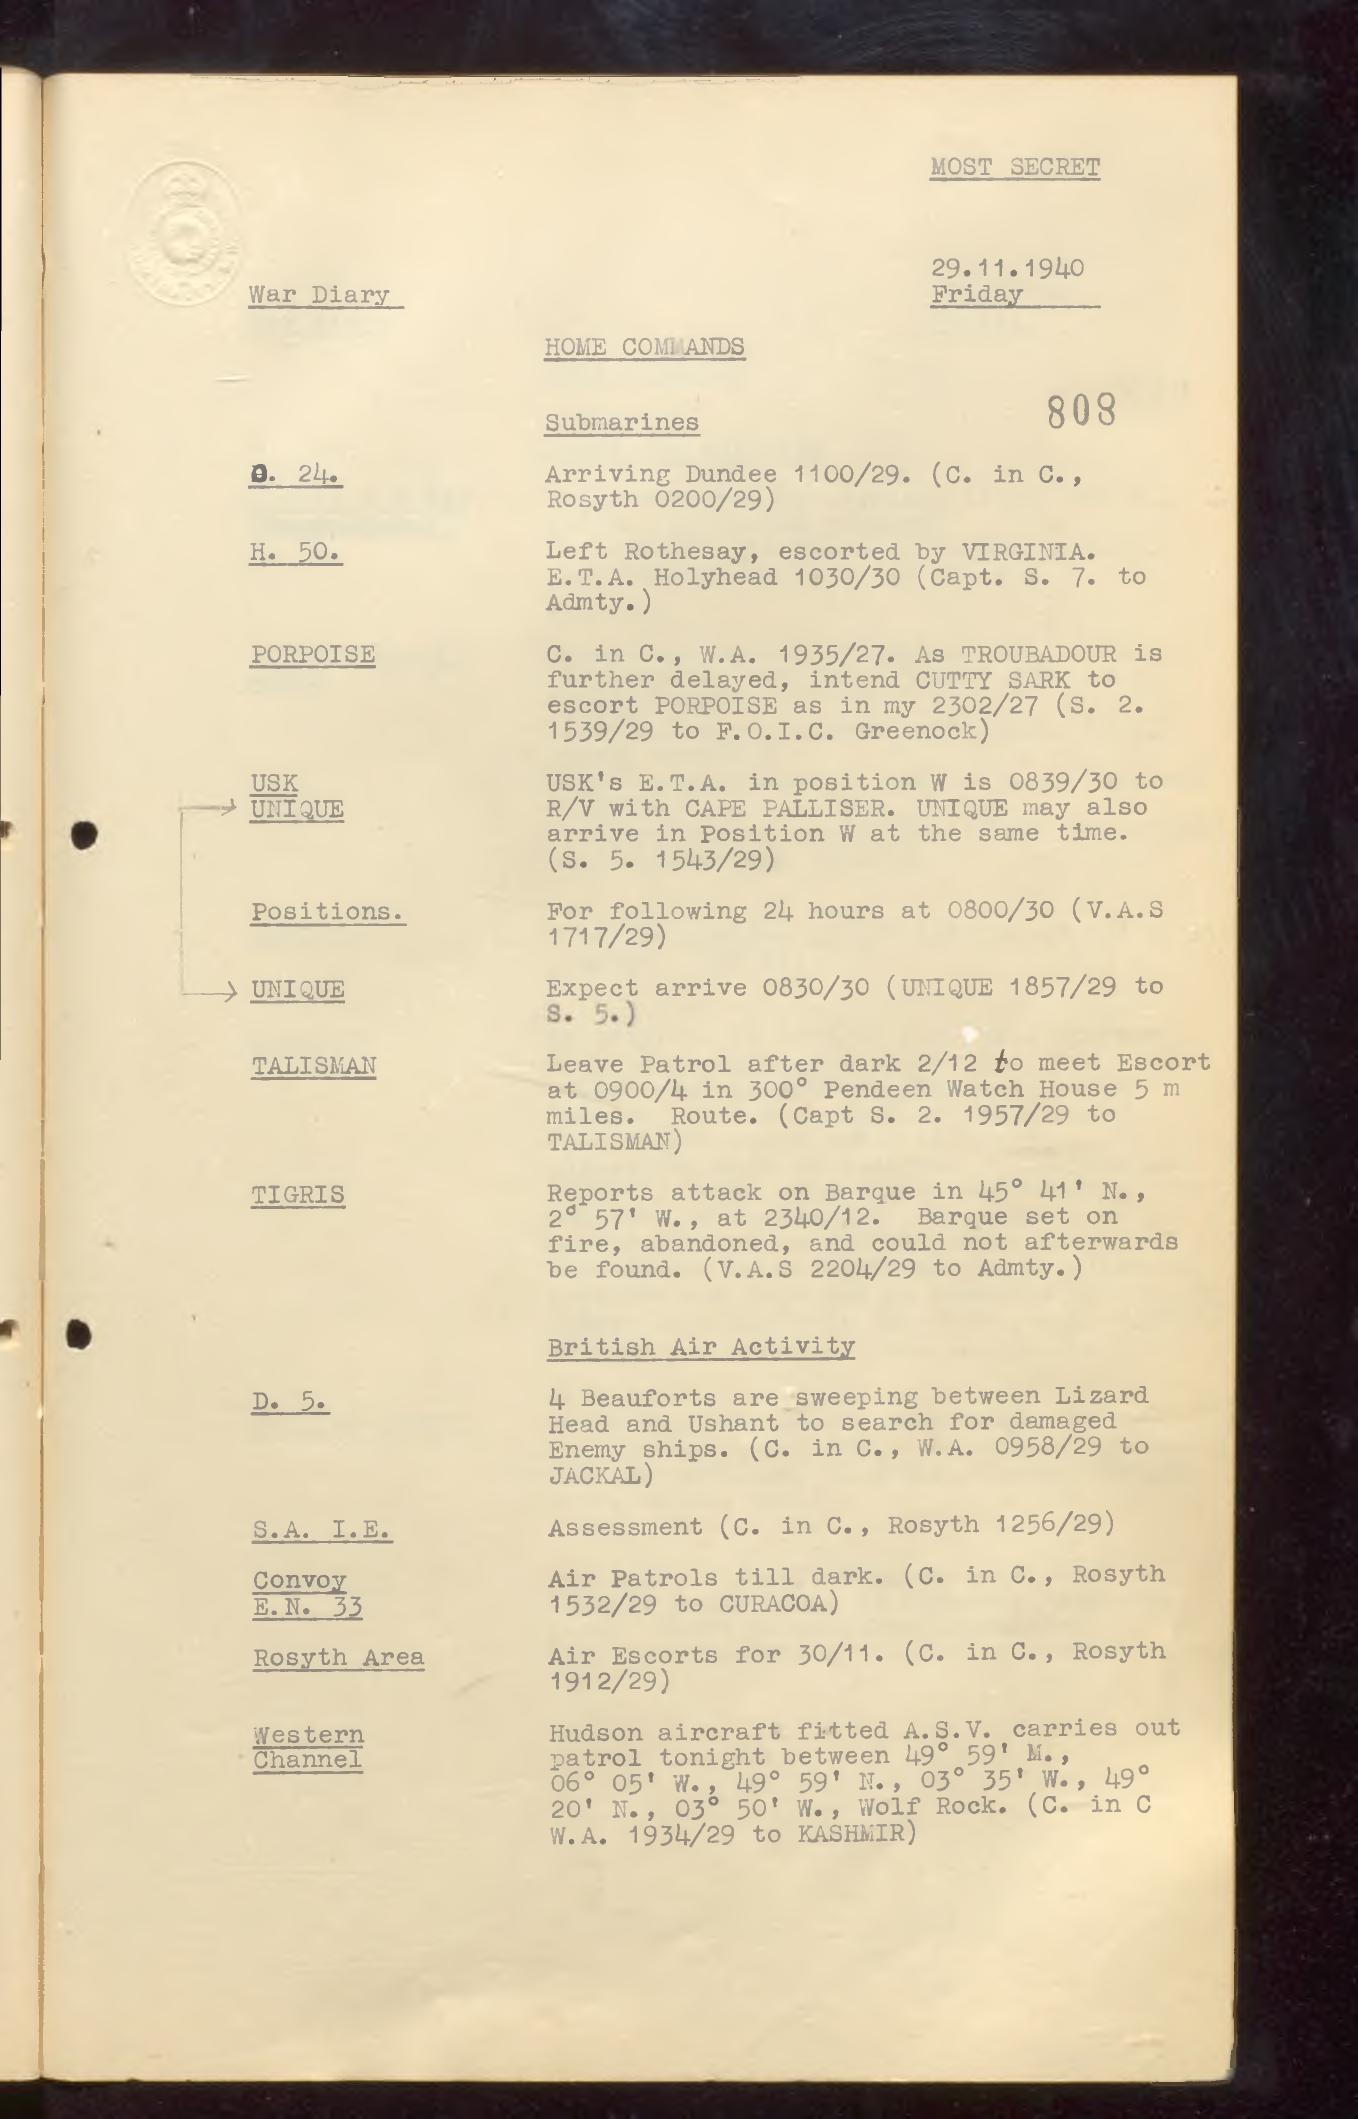 MOST SECRET
29.11.1940
War Diary Friday
HOME COMMANDS
808
Submarines
O. 24. Arriving Dundee 1100/29. (C. in C.,
Rosyth 0200/29)
H. 50. Left Rothesay, escorted by VIRGINIA.
E.T.A. Holyhead 1030/30 (Capt. S. 7. to
Admty.)
PORPOISE C. in C., W.A. 1935/27. As TROUBADOUR is
further delayed, intend CUTTY SARK to
escort PORPOISE as in my 2302/27 (S. 2.
1539/29 to F.O.I.C. Greenock)
USK USK's E.T.A. in position W is 0839/30 to
UNIQUE R/V with CAPE PALLISER. UNIQUE may also
arrive in Position W at the same time.
(S. 5. 1543/29)
Positions. For following 24 hours at 0800/30 (V.A.S
1717/29)
UNIQUE Expect arrive 0830/30 (UNIQUE 1857/29 to
S. 5.)
TALISMAN Leave Patrol after dark 2/12 to meet Escort
at 0900/4 in 300° Pendeen Watch House 5 m
miles. Route. (Capt S. 2. 1957/29 to
TALISMAN)
TIGRIS Reports attack on Barque in 45° 41' N.,
2° 57' W., at 2340/12. Barque set on
fire, abandoned, and could not afterwards
be found. (V.A.S 2204/29 to Admty.)
British Air Activity
D. 5. 4 Beauforts are sweeping between Lizard
Head and Ushant to search for damaged
Enemy ships. (C. in C., W.A. 0958/29 to
JACKAL)
S.A. I.E. Assessment (C. in C., Rosyth 1256/29)
Convoy Air Patrols till dark. (C. in C., Rosyth
E.N. 33 1532/29 to CURACOA)
Rosyth Area Air Escorts for 30/11. (C. in C., Rosyth
1912/29)
Western Hudson aircraft fitted A.S.V. carries out
Channel patrol tonight between 49° 59' M.,
06° 05' W., 49° 59' N., 03° 35' W., 49°
20' N., 03° 50' W., Wolf Rock. (C. in C
W.A. 1934/29 to KASHMIR)